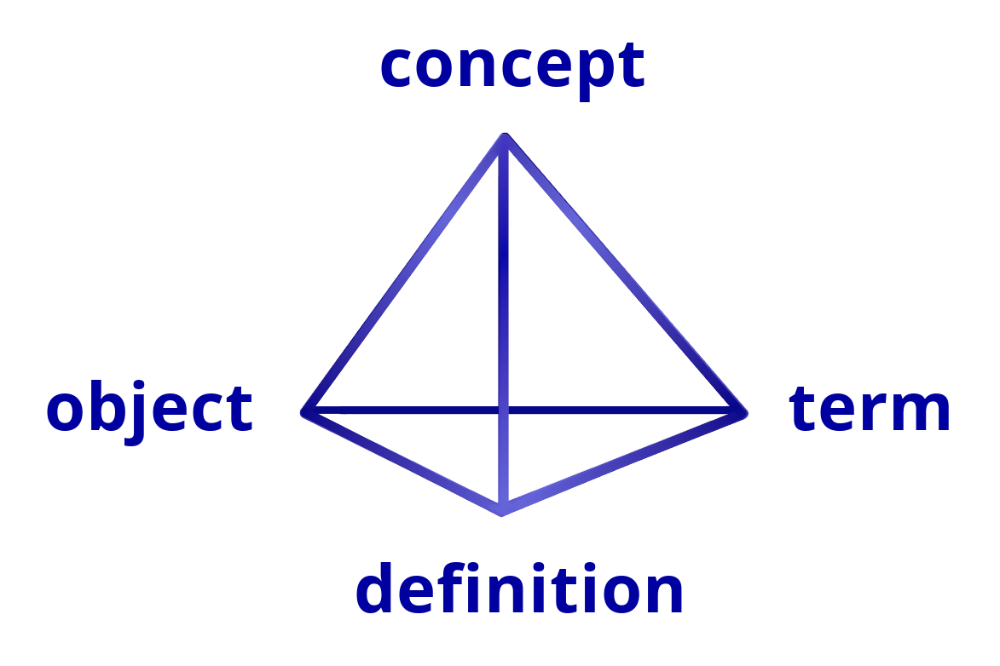 concept
object
term
definition